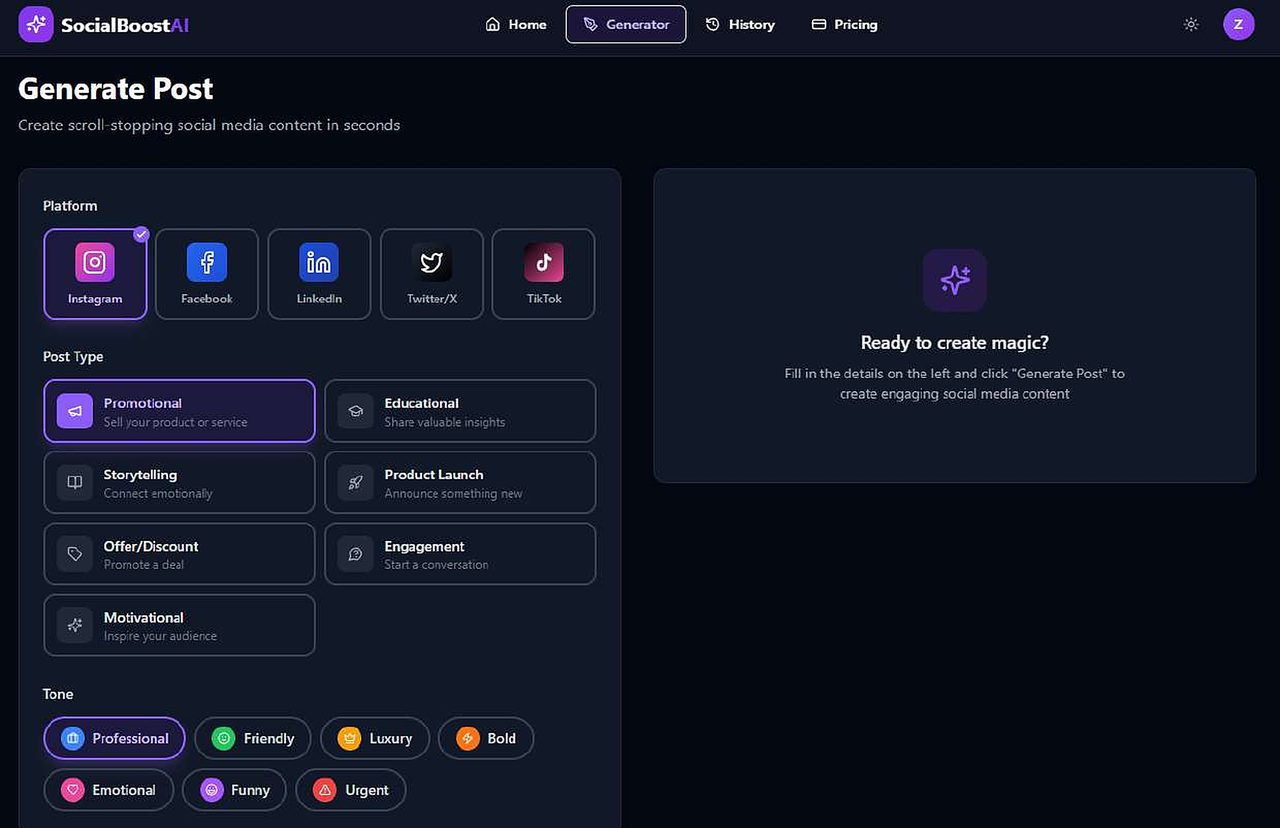 SocialBoostAI
Home
Generator
History
Pricing
Z
Generate Post
Create scroll-stopping social media content in seconds
Platform
Instagram
Facebook
LinkedIn
Twitter/X
TikTok
Post Type
Promotional
Sell your product or service
Educational
Share valuable insights
Storytelling
Connect emotionally
Product Launch
Announce something new
Offer/Discount
Promote a deal
Engagement
Start a conversation
Motivational
Inspire your audience
Tone
Professional
Friendly
Luxury
Bold
Emotional
Funny
Urgent
Ready to create magic?
Fill in the details on the left and click "Generate Post" to
create engaging social media content